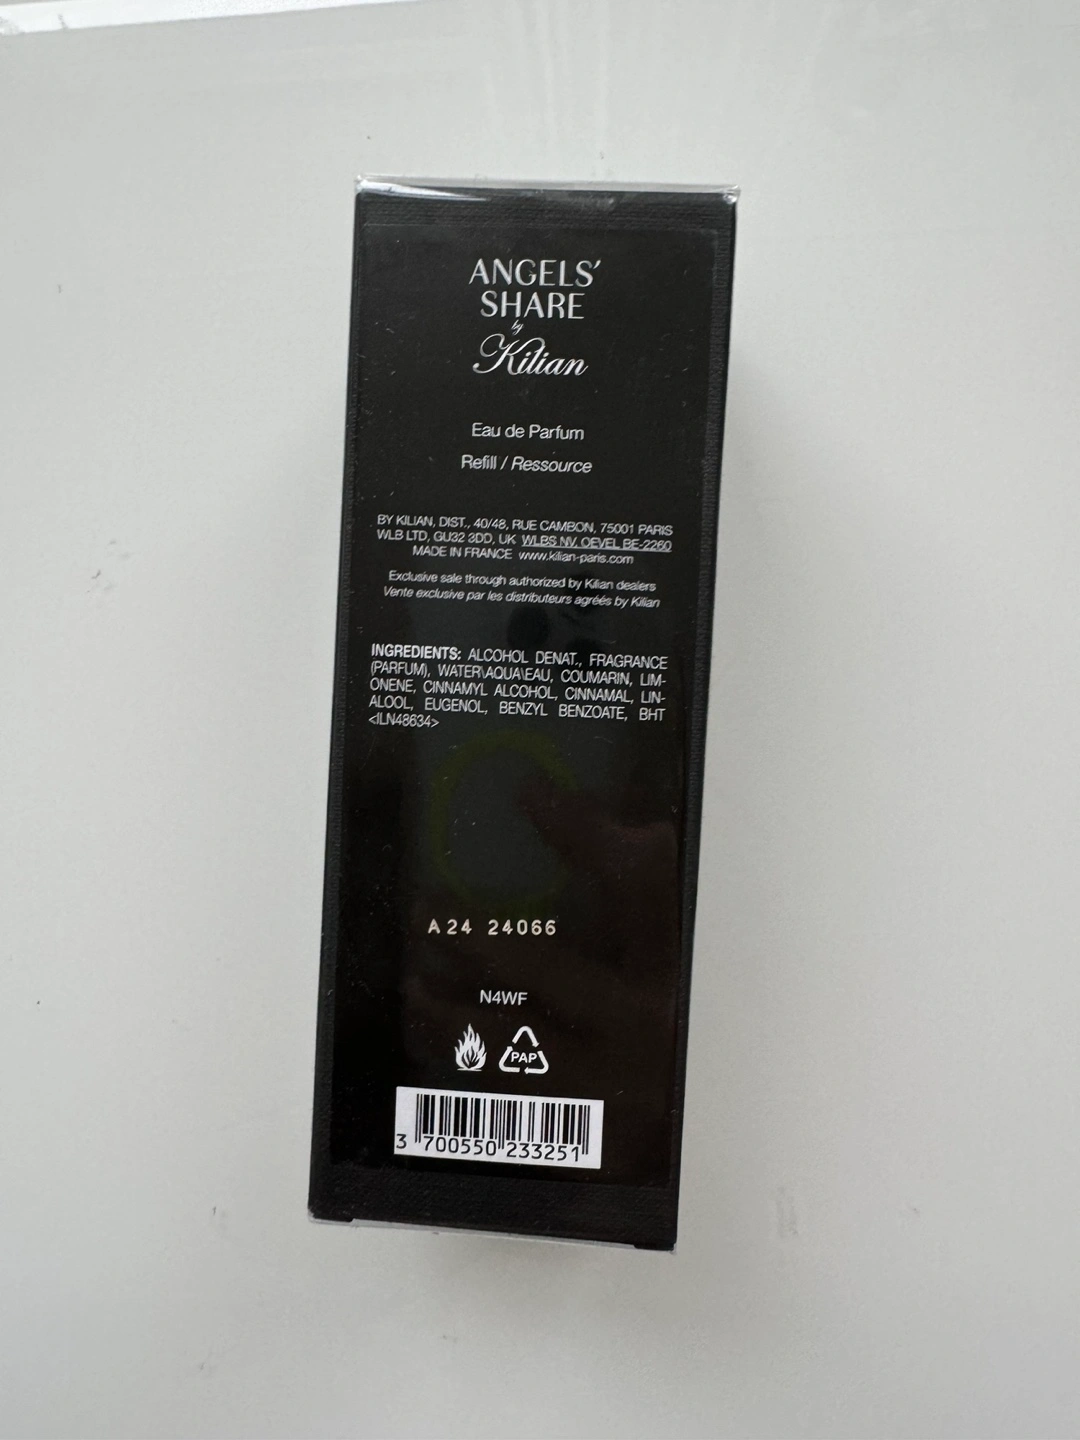 ANGELS'
SHARE
by
Kilian
Eau de Parfum
Refill / Ressource
BY KILIAN, DIST., 40/48, RUE CAMBON, 75001 PARIS
WLB LTD, GU32 3DD, UK WLBS NV, OEVEL BE-2260
MADE IN FRANCE www.kilian-paris.com
Exclusive sale through authorized by Kilian dealers
Vente exclusive par les distributeurs agréés by Kilian
INGREDIENTS: ALCOHOL DENAT., FRAGRANCE
(PARFUM), WATER\AQUA\EAU, COUMARIN, LIM-
ONENE, CINNAMYL ALCOHOL, CINNAMAL, LIN-
ALOOL, EUGENOL, BENZYL BENZOATE, BHT
<ILN48634>
A24 24066
N4WF
PAP
3 700550 233251